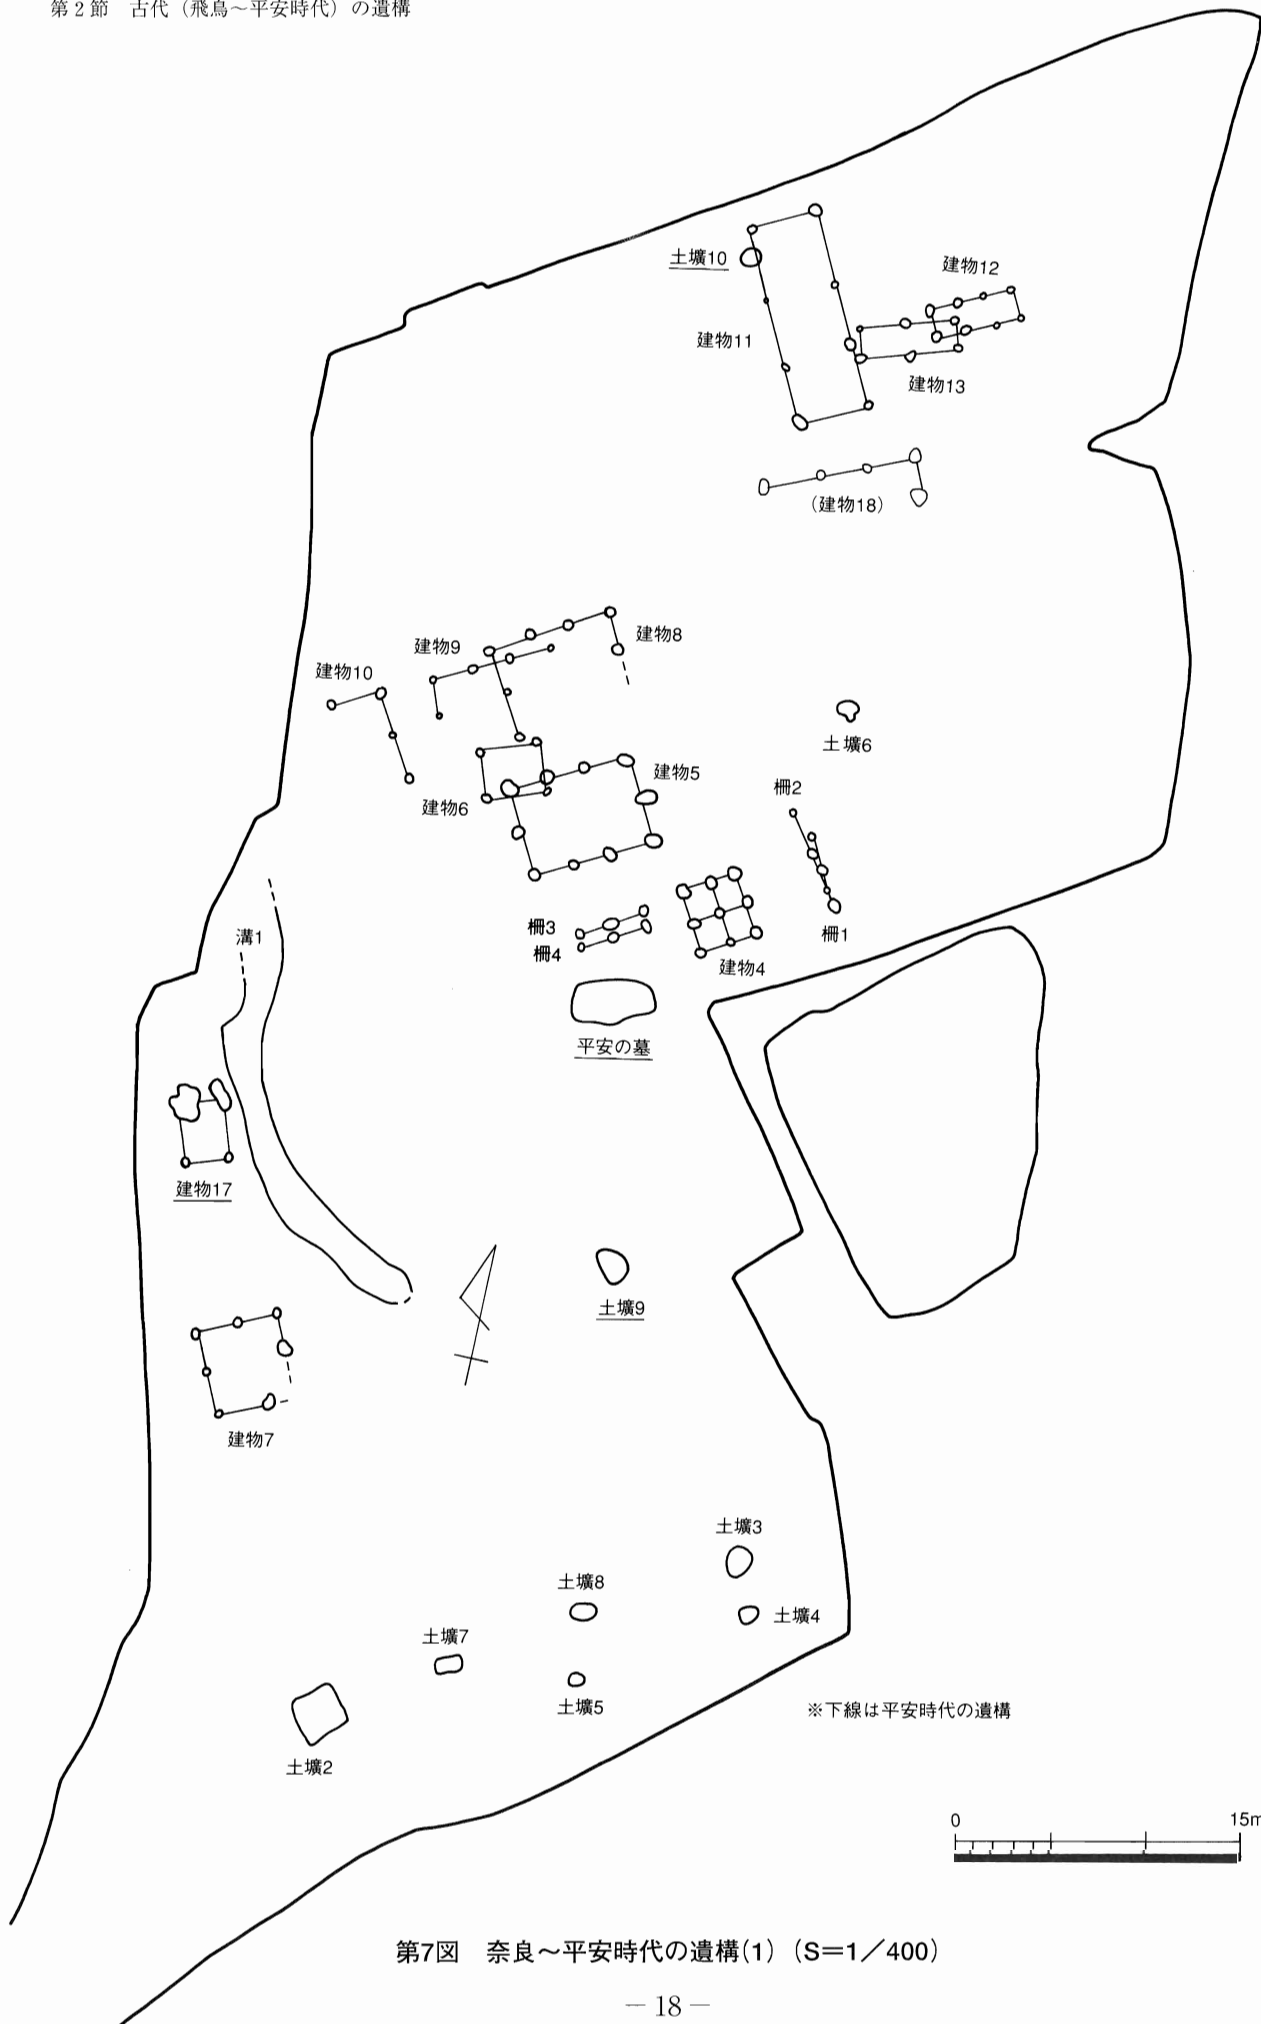 第2節　古代（飛鳥～平安時代）の遺構
土壙10
建物12
建物11
建物13
（建物18）
建物8
建物9
建物10
土壙6
建物5
柵2
建物6
柵3
柵1
溝1
柵4
建物4
平安の墓
建物17
土壙9
建物7
土壙3
土壙8
土壙4
土壙7
土壙5
※下線は平安時代の遺構
土壙2
0 15m
第7図　奈良～平安時代の遺構(1)（S＝1／400）
― 18 ―